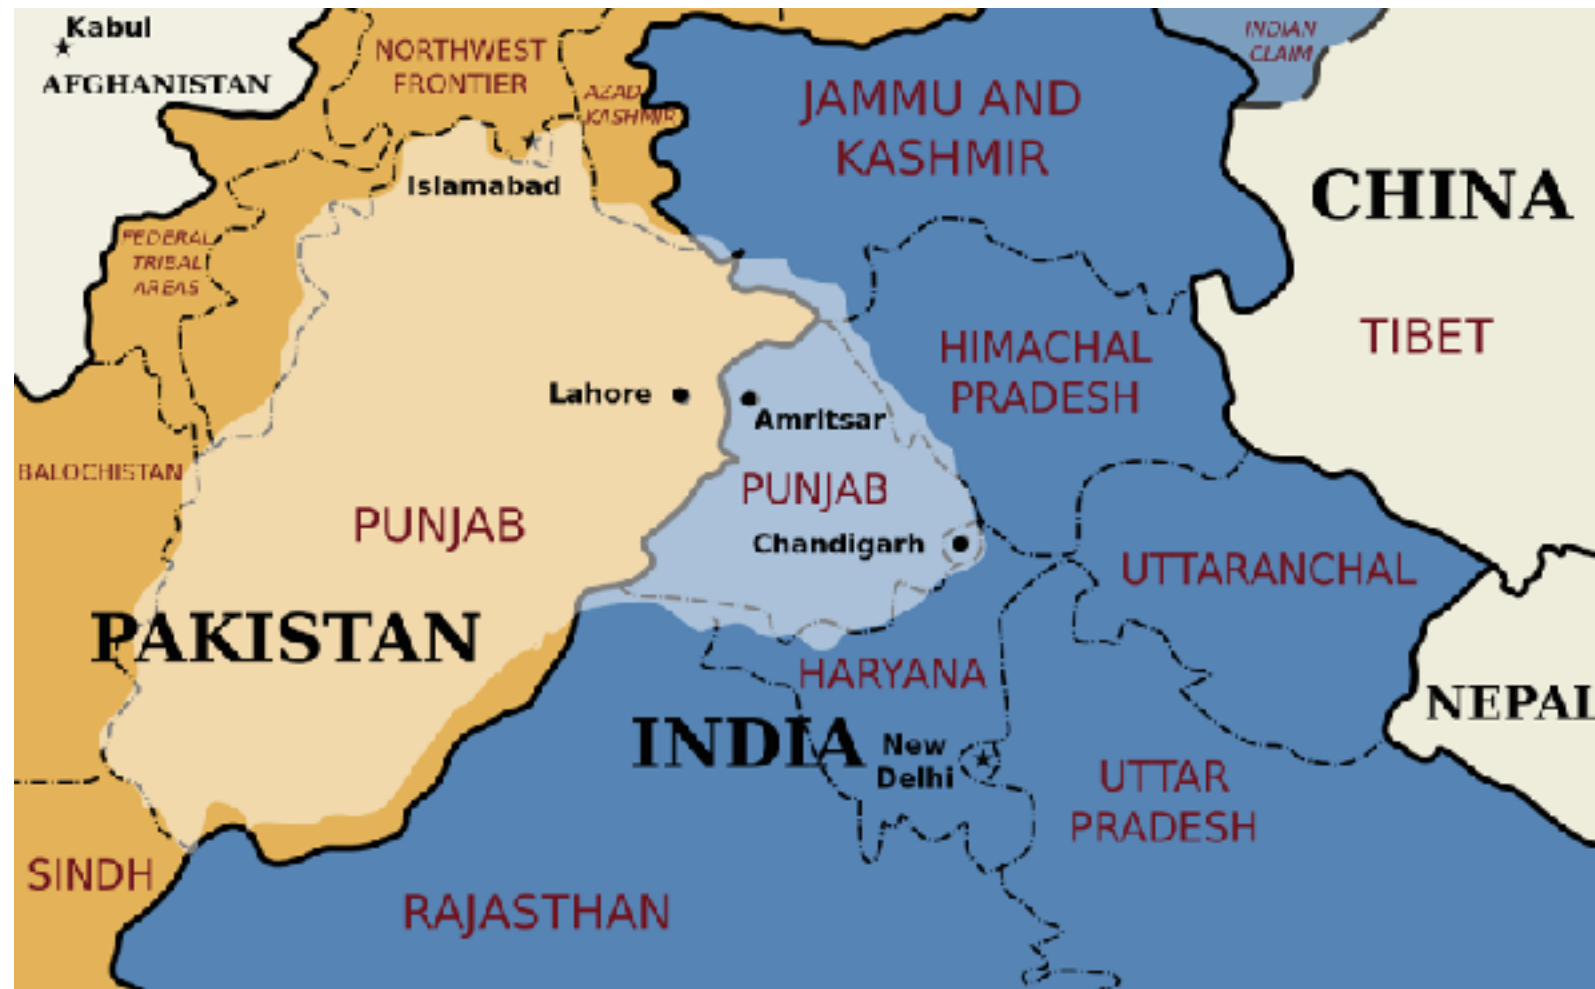 Kabul
AFGHANISTAN
NORTHWEST
FRONTIER
AZAD
KASHMIR
INDIAN
CLAIM
JAMMU AND
KASHMIR
CHINA
TIBET
Islamabad
FEDERAL
TRIBAL
AREAS
HIMACHAL
PRADESH
Lahore
Amritsar
BALOCHISTAN
PUNJAB
PUNJAB
Chandigarh
UTTARANCHAL
PAKISTAN
HARYANA
NEPAL
INDIA
New
Delhi
UTTAR
PRADESH
SINDH
RAJASTHAN